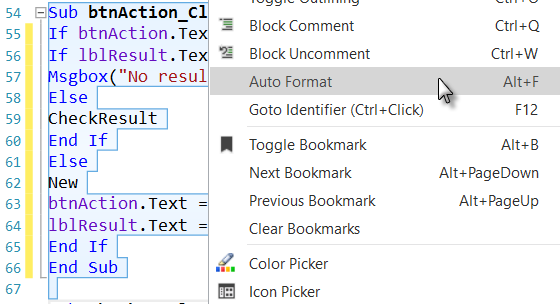 54 Sub btnAction_Cl
55 If btnAction.Tex
56 If lblResult.Tex
57 Msgbox("No resul
58 Else
59 CheckResult
60 End If
61 Else
62 New
63 btnAction.Text =
64 lblResult.Text =
65 End If
66 End Sub
67
Block Comment Ctrl+Q
Block Uncomment Ctrl+W
Auto Format Alt+F
Goto Identifier (Ctrl+Click) F12
Toggle Bookmark Alt+B
Next Bookmark Alt+PageDown
Previous Bookmark Alt+PageUp
Clear Bookmarks
Color Picker
Icon Picker